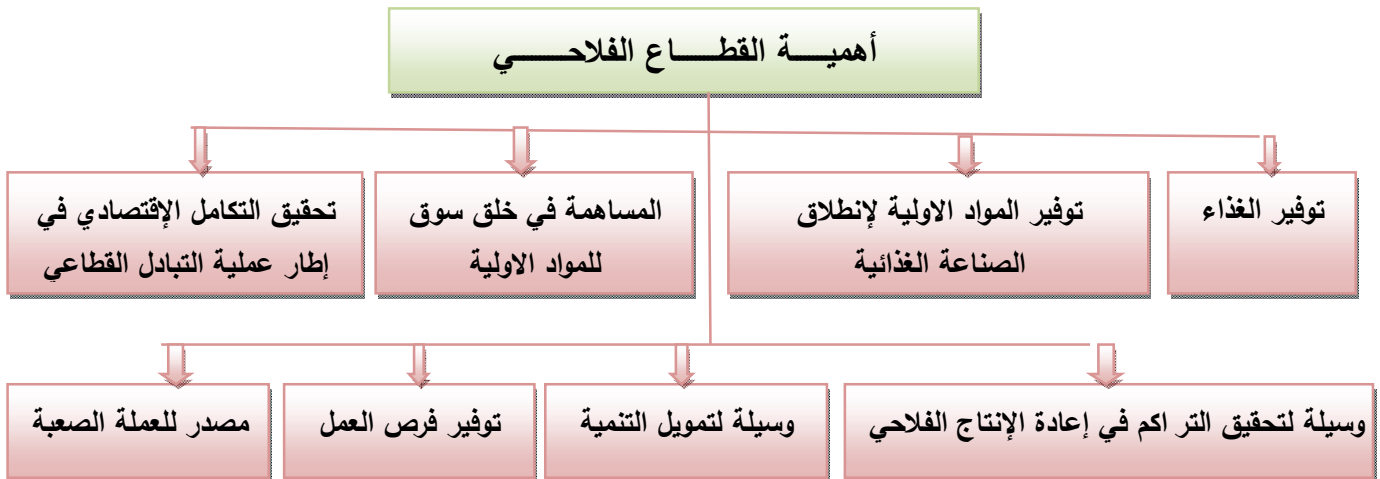 أهميـــة القطـــاع الفلاحـــــي
توفير الغذاء
توفير المواد الاولية لإنطلاق
الصناعة الغذائية
المساهمة في خلق سوق
للمواد الاولية
تحقيق التكامل الإقتصادي في
إطار عملية التبادل القطاعي
وسيلة لتحقيق التر اكم في إعادة الإنتاج الفلاحي
وسيلة لتمويل التنمية
توفير فرص العمل
مصدر للعملة الصعبة